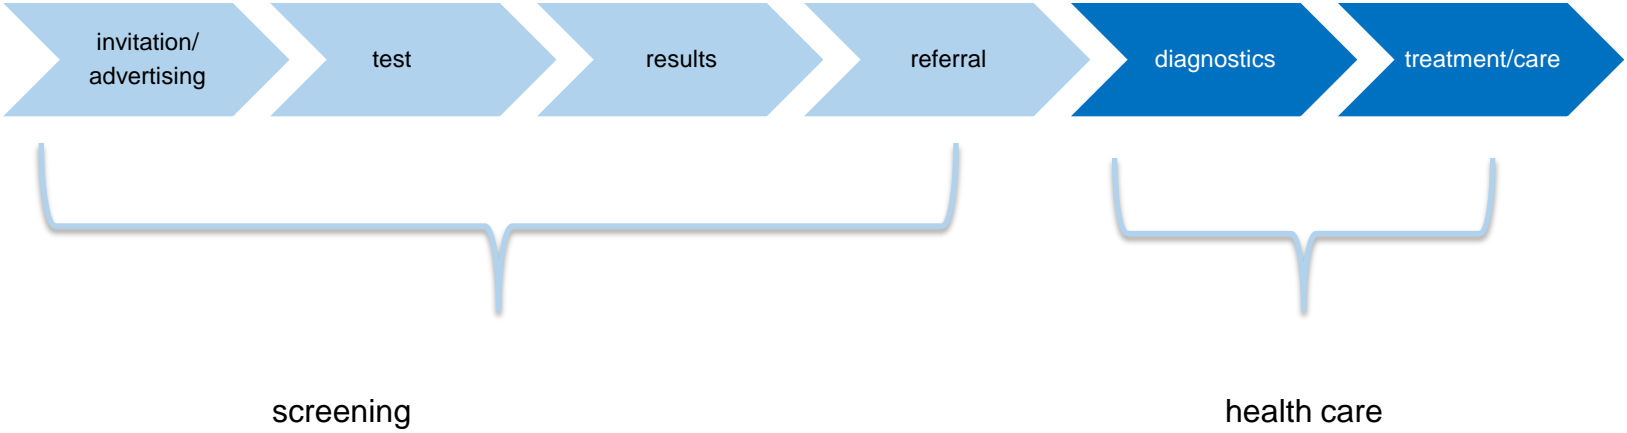 invitation/
advertising
test
results
referral
diagnostics
treatment/care
screening
health care